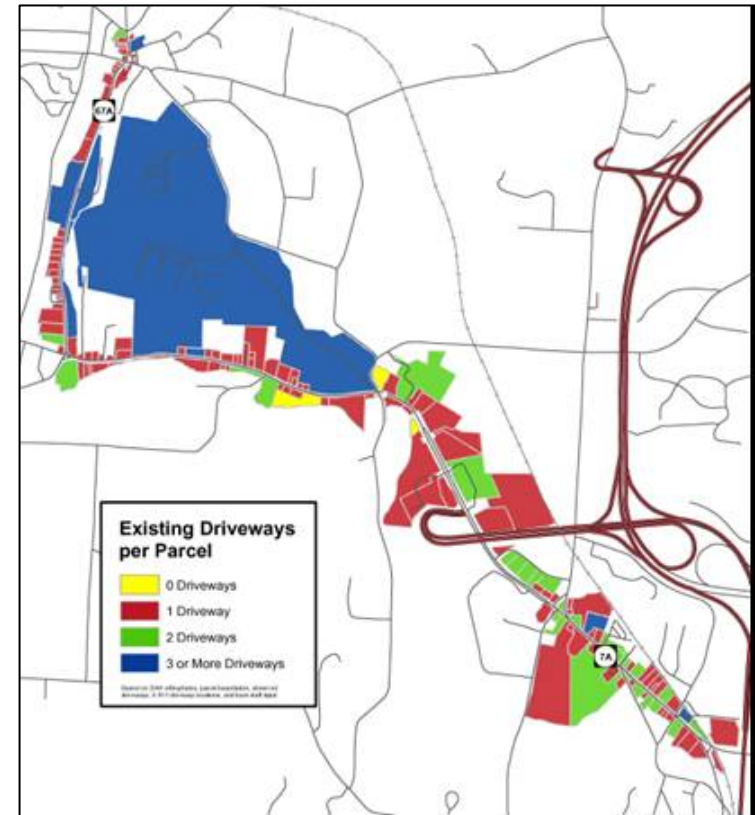 67A
Existing Driveways
per Parcel
0 Driveways
1 Driveway
2 Driveways
3 or More Driveways
7A